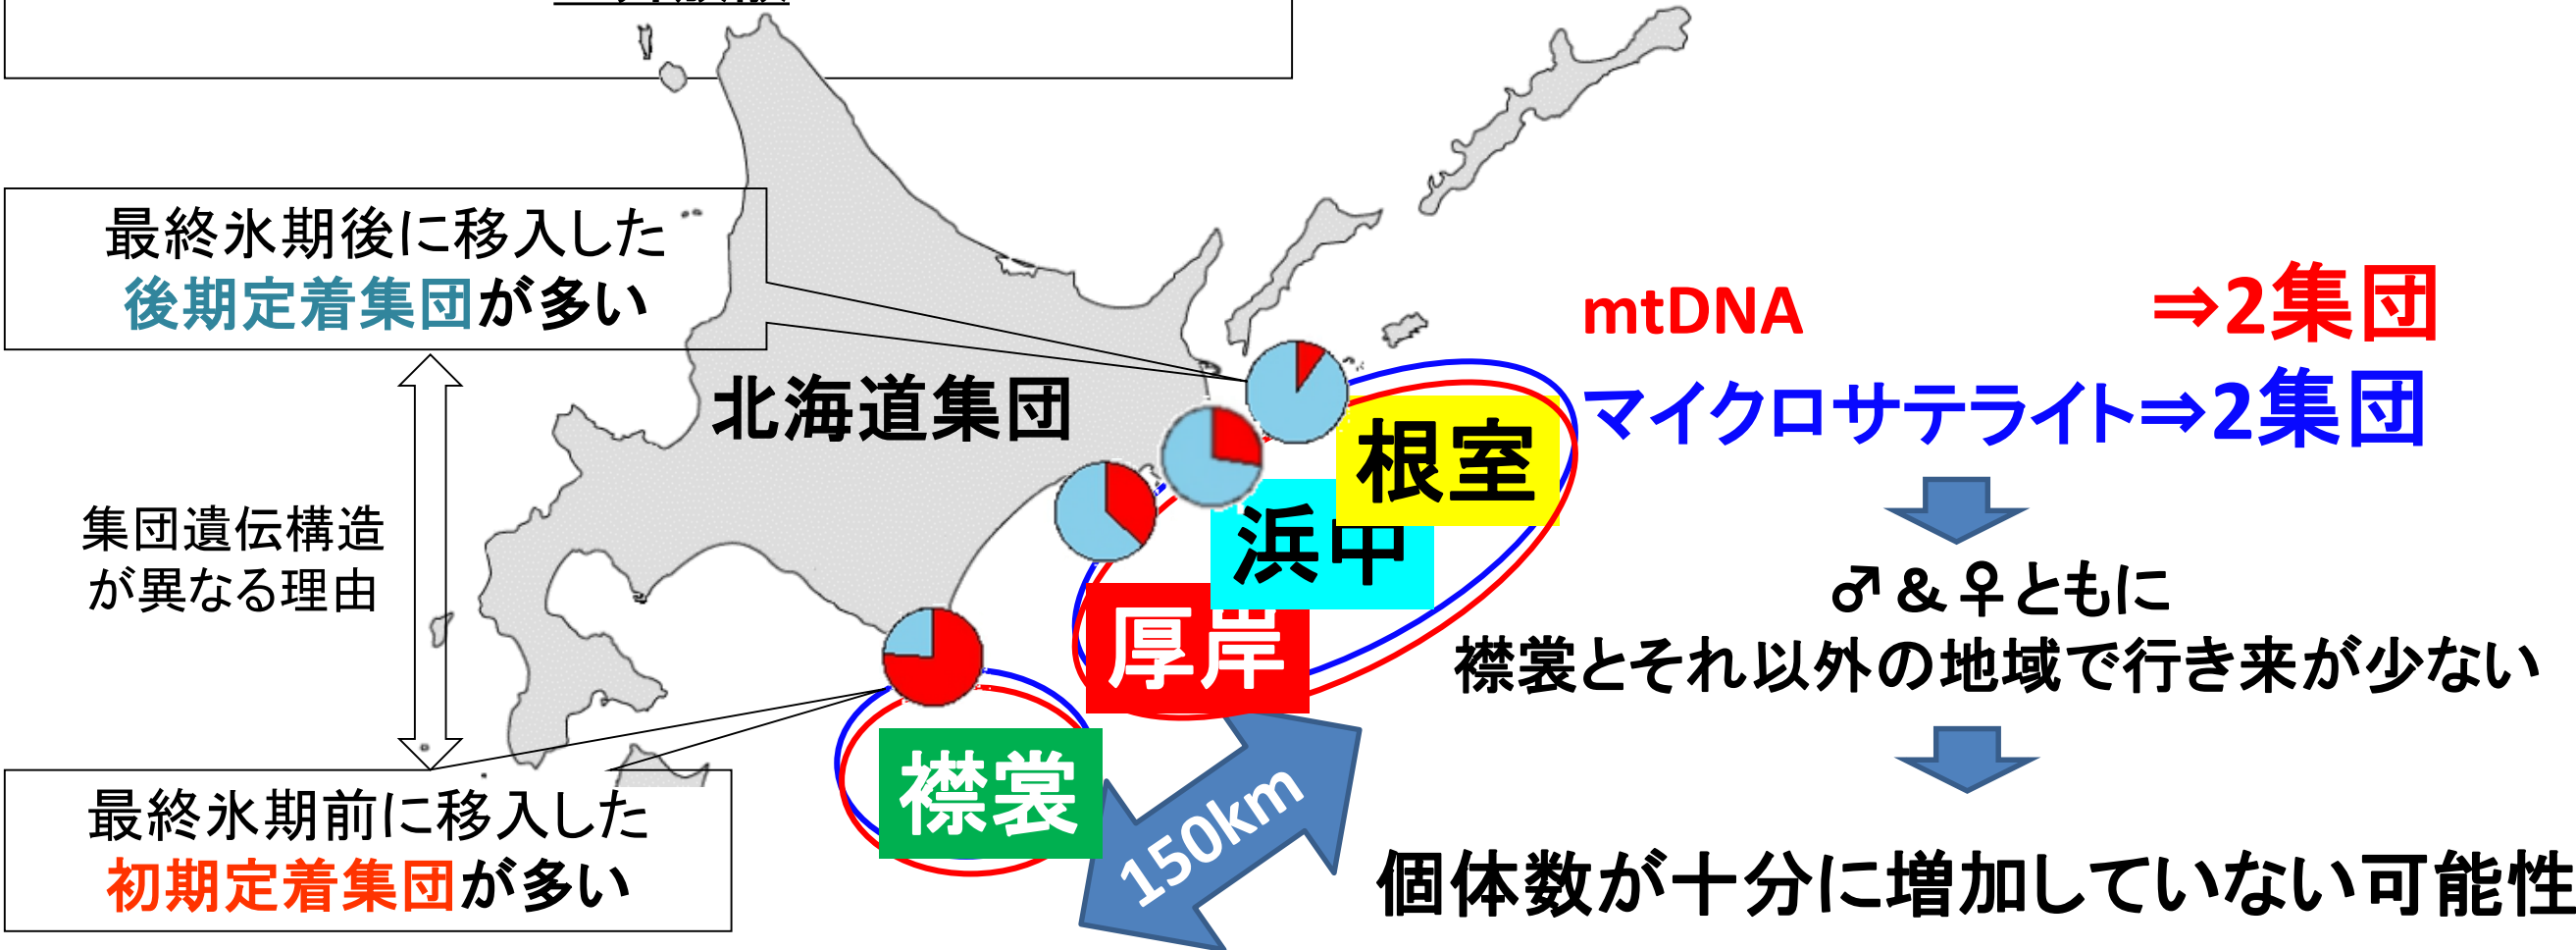 最終氷期後に移入した
後期定着集団が多い
集団遺伝構造
が異なる理由
最終氷期前に移入した
初期定着集団が多い
北海道集団
根室
浜中
厚岸
襟裳
150km
mtDNA ⇒2集団
マイクロサテライト⇒2集団
♂&♀ともに
襟裳とそれ以外の地域で行き来が少ない
個体数が十分に増加していない可能性